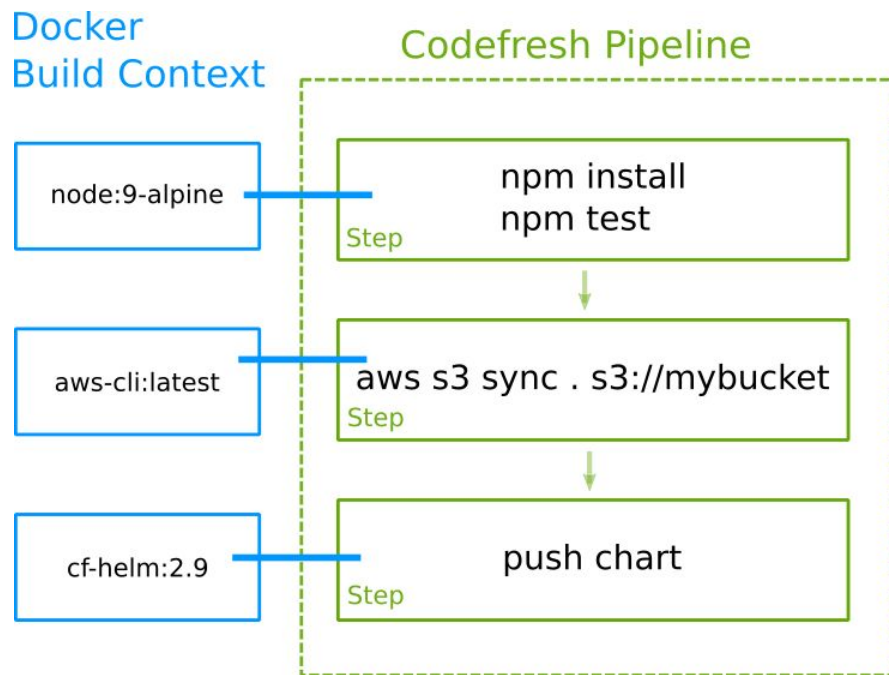 Docker
Build Context
Codefresh Pipeline
node:9-alpine
npm install
npm test
Step
aws-cli:latest
aws s3 sync . s3://mybucket
Step
cf-helm:2.9
push chart
Step